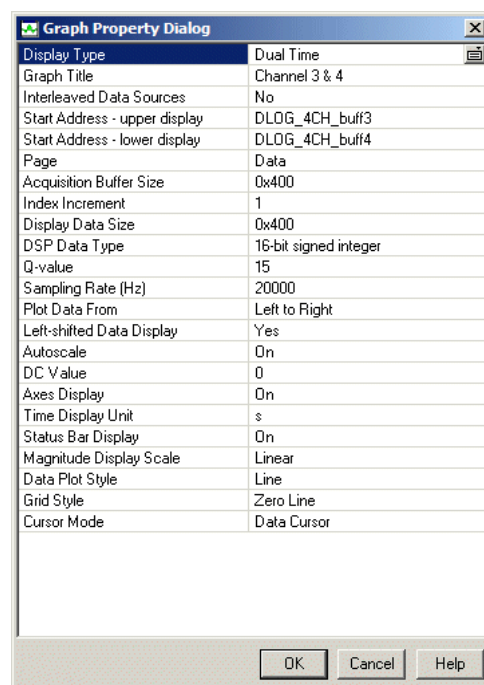 Graph Property Dialog
Display Type Dual Time
Graph Title Channel 3 & 4
Interleaved Data Sources No
Start Address - upper display DLOG_4CH_buff3
Start Address - lower display DLOG_4CH_buff4
Page Data
Acquisition Buffer Size 0x400
Index Increment 1
Display Data Size 0x400
DSP Data Type 16-bit signed integer
Q-value 15
Sampling Rate (Hz) 20000
Plot Data From Left to Right
Left-shifted Data Display Yes
Autoscale On
DC Value 0
Axes Display On
Time Display Unit s
Status Bar Display On
Magnitude Display Scale Linear
Data Plot Style Line
Grid Style Zero Line
Cursor Mode Data Cursor
OK Cancel Help